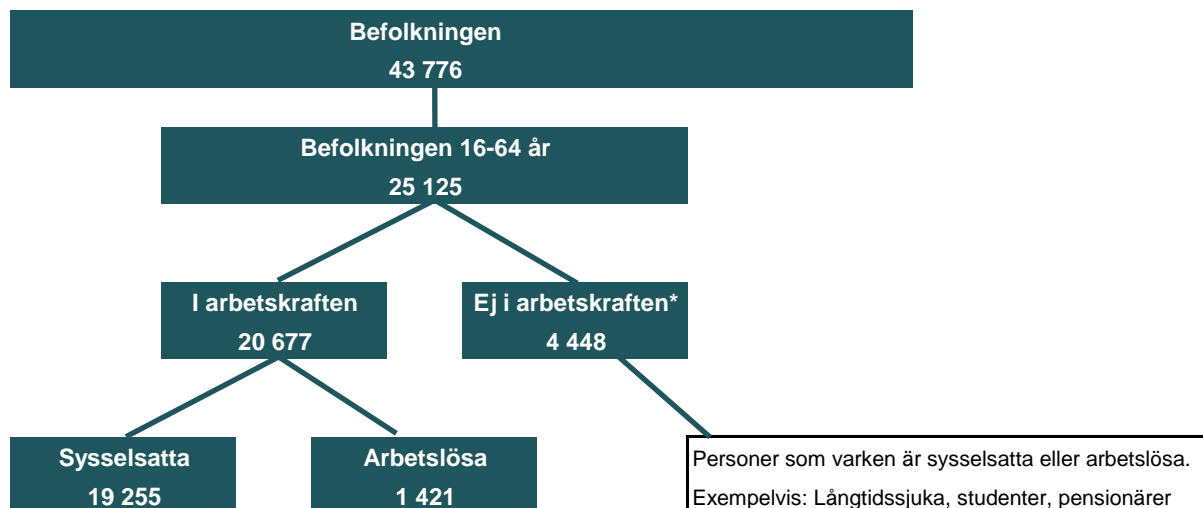 Befolkningen
43 776
Befolkningen 16-64 år
25 125
I arbetskraften
20 677
Ej i arbetskraften*
4 448
Sysselsatta
19 255
Arbetslösa
1 421
Personer som varken är sysselsatta eller arbetslösa.
Exempelvis: Långtidssjuka, studenter, pensionärer